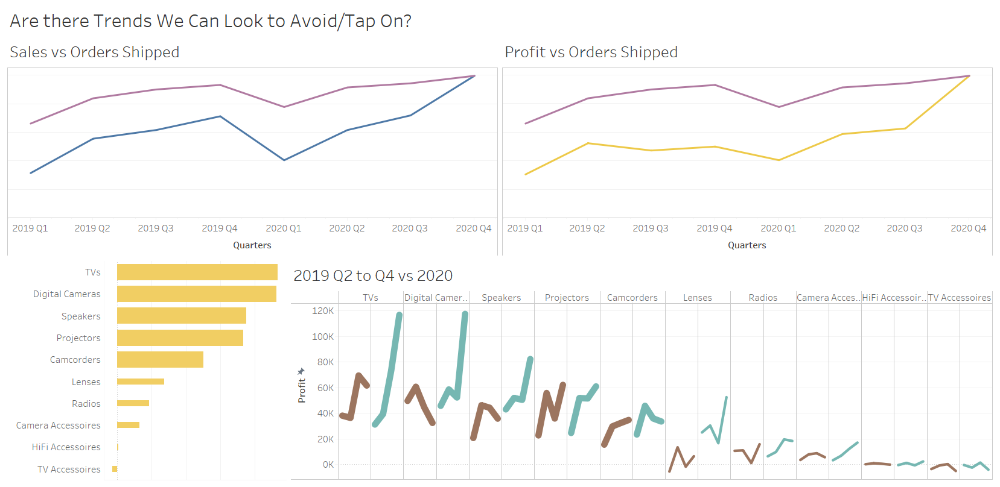 Are there Trends We Can Look to Avoid/Tap On?
Sales vs Orders Shipped
2019 Q1 2019 Q2 2019 Q3 2019 Q4 2020 Q1 2020 Q2 2020 Q3 2020 Q4
Quarters
Profit vs Orders Shipped
2019 Q1 2019 Q2 2019 Q3 2019 Q4 2020 Q1 2020 Q2 2020 Q3 2020 Q4
Quarters
TVs
Digital Cameras
Speakers
Projectors
Camcorders
Lenses
Radios
Camera Accessoires
HiFi Accessoires
TV Accessoires
2019 Q2 to Q4 vs 2020
TVs Digital Camer.. Speakers Projectors Camcorders Lenses Radios Camera Acces.. HiFi Accessoir.. TV Accessoires
Profit
120K
100K
80K
60K
40K
20K
0K